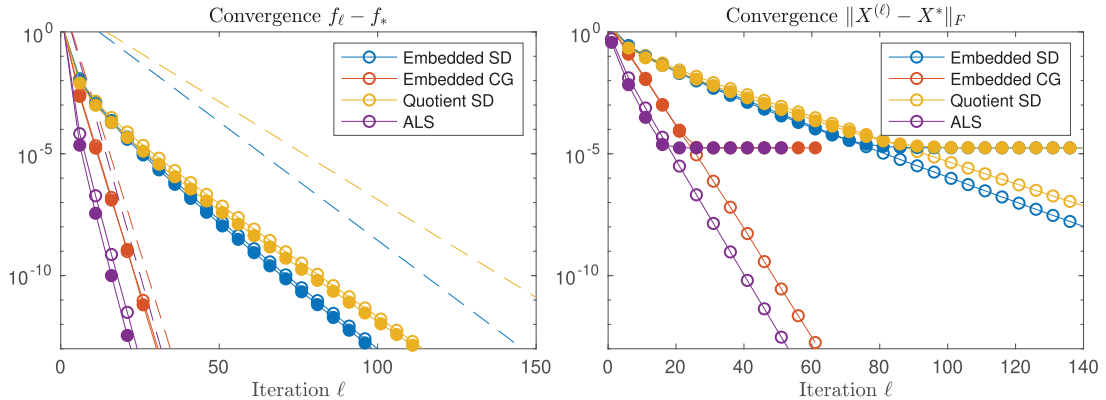 Convergence $f_\ell - f_*$
10^0
10^-5
10^-10
0
50
100
150
Iteration ℓ
Embedded SD
Embedded CG
Quotient SD
ALS
Convergence ‖X^(ℓ) − X^*‖_F
10^0
10^-5
10^-10
0
20
40
60
80
100
120
140
Iteration ℓ
Embedded SD
Embedded CG
Quotient SD
ALS